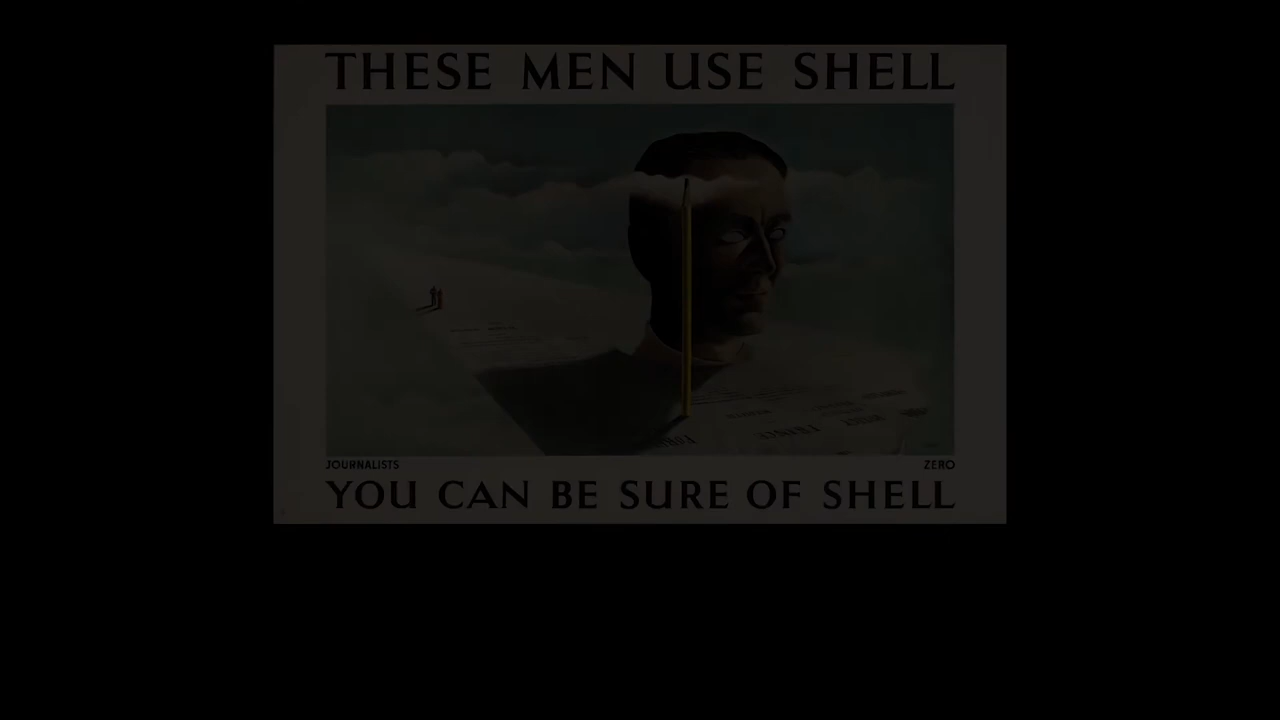 THESE MEN USE SHELL
JOURNALISTS
ZERO
YOU CAN BE SURE OF SHELL